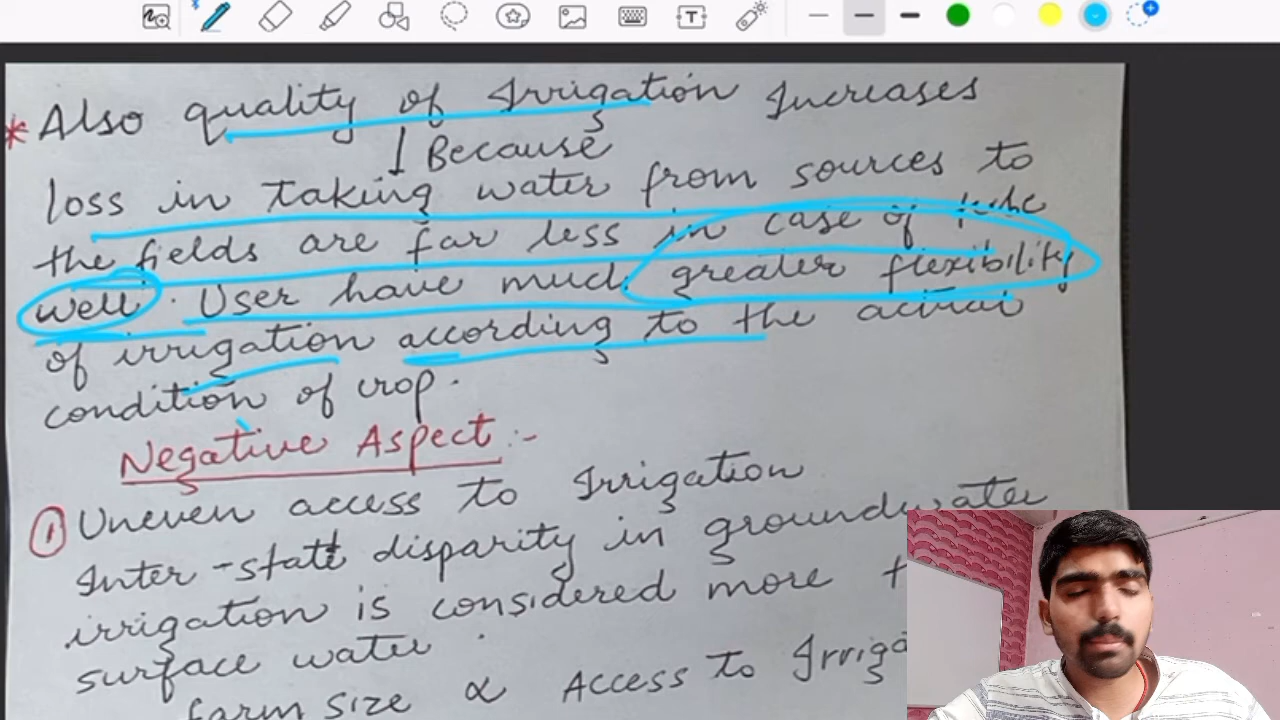 * Also quality of Irrigation Increases
↓ Because
loss in taking water from sources to
the fields are far less in case of tube
well. User have much greater flexibility
of irrigation according to the actual
condition of crop.
Negative Aspect :-
① Uneven access to Irrigation
Inter-state disparity in groundwater
irrigation is considered more
surface water.
farm size ∝ Access to Irriga